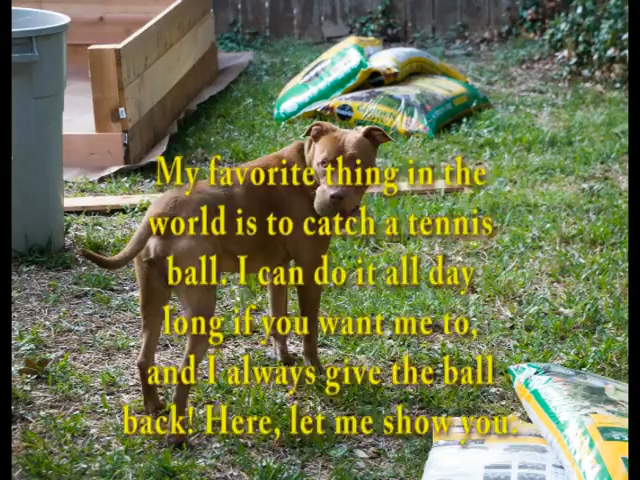 My favorite thing in the
world is to catch a tennis
ball. I can do it all day
long if you want me to,
and I always give the ball
back! Here, let me show you.